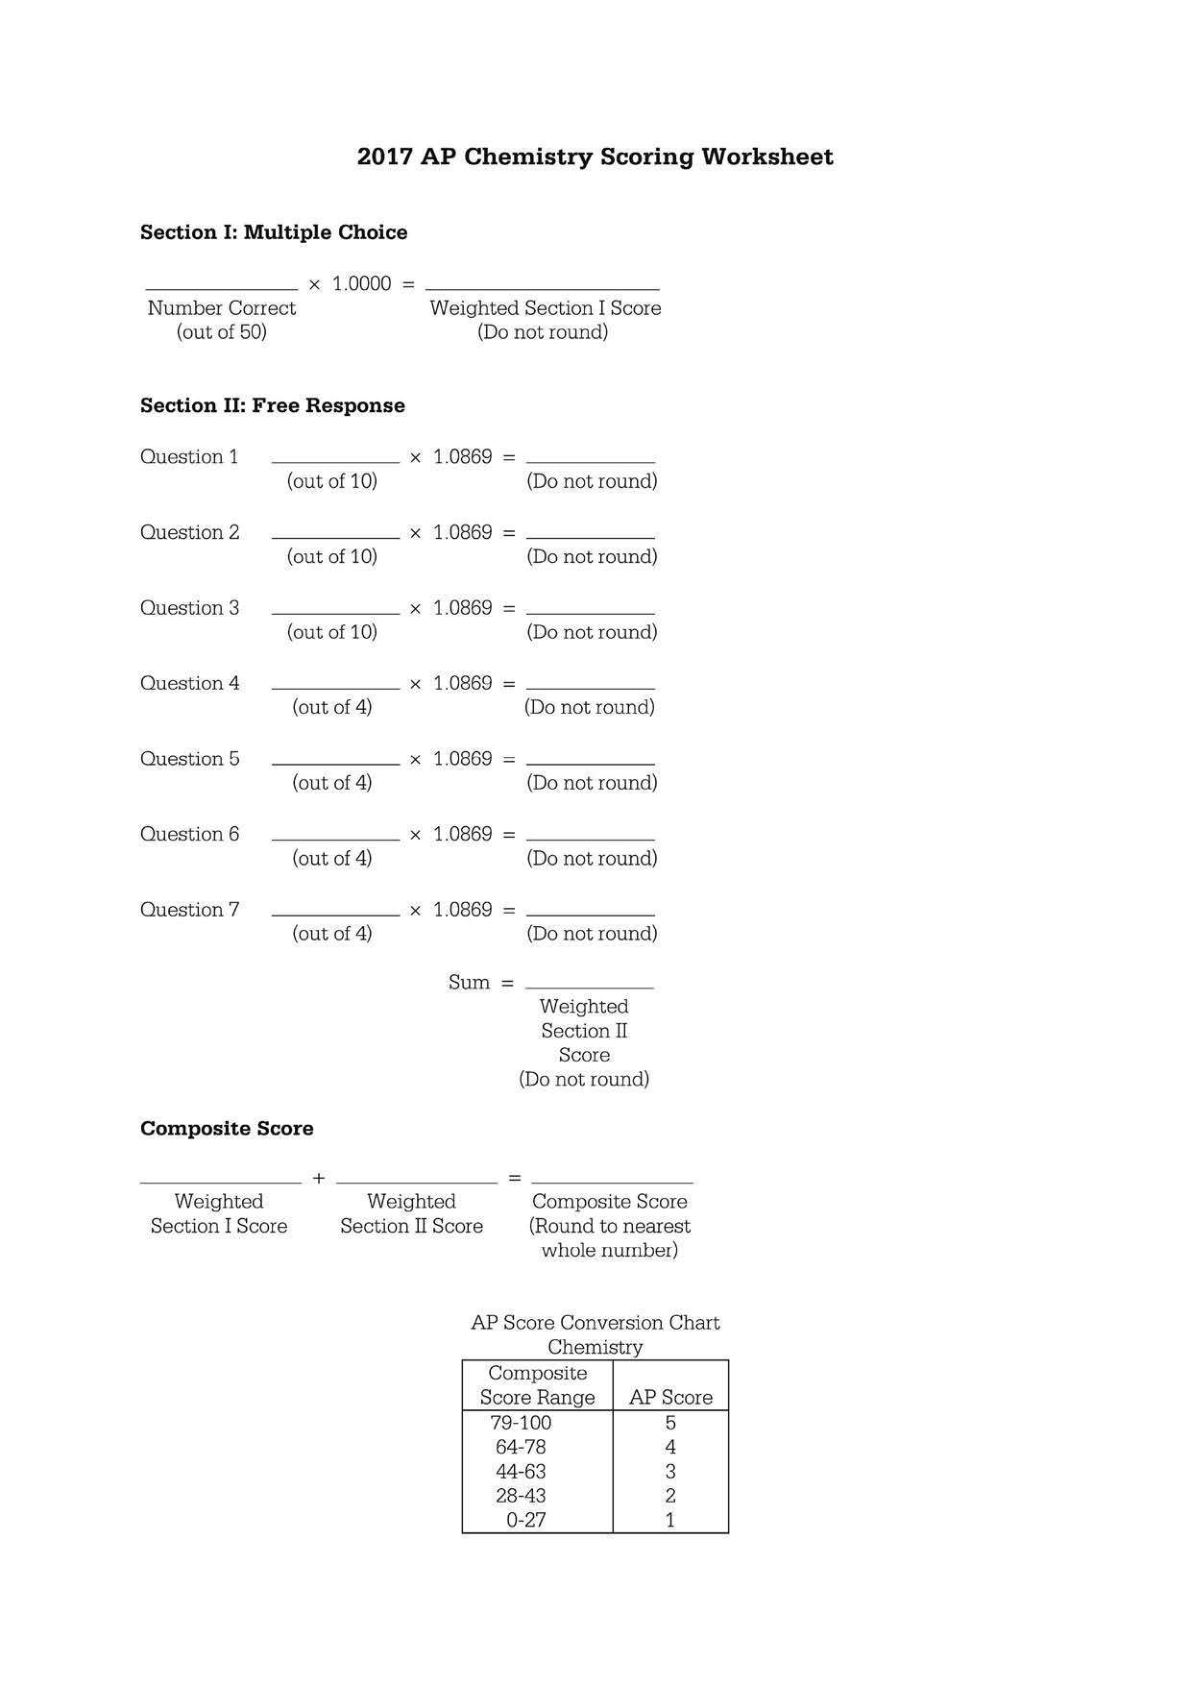 2017 AP Chemistry Scoring Worksheet
Section I: Multiple Choice
× 1.0000 =
Number Correct Weighted Section I Score
(out of 50) (Do not round)
Section II: Free Response
Question 1 × 1.0869 =
(out of 10) (Do not round)
Question 2 × 1.0869 =
(out of 10) (Do not round)
Question 3 × 1.0869 =
(out of 10) (Do not round)
Question 4 × 1.0869 =
(out of 4) (Do not round)
Question 5 × 1.0869 =
(out of 4) (Do not round)
Question 6 × 1.0869 =
(out of 4) (Do not round)
Question 7 × 1.0869 =
(out of 4) (Do not round)
Sum =
Weighted
Section II
Score
(Do not round)
Composite Score
+ =
Weighted Weighted Composite Score
Section I Score Section II Score (Round to nearest
whole number)
AP Score Conversion Chart
Chemistry
Composite
Score Range AP Score
79-100 5
64-78 4
44-63 3
28-43 2
0-27 1